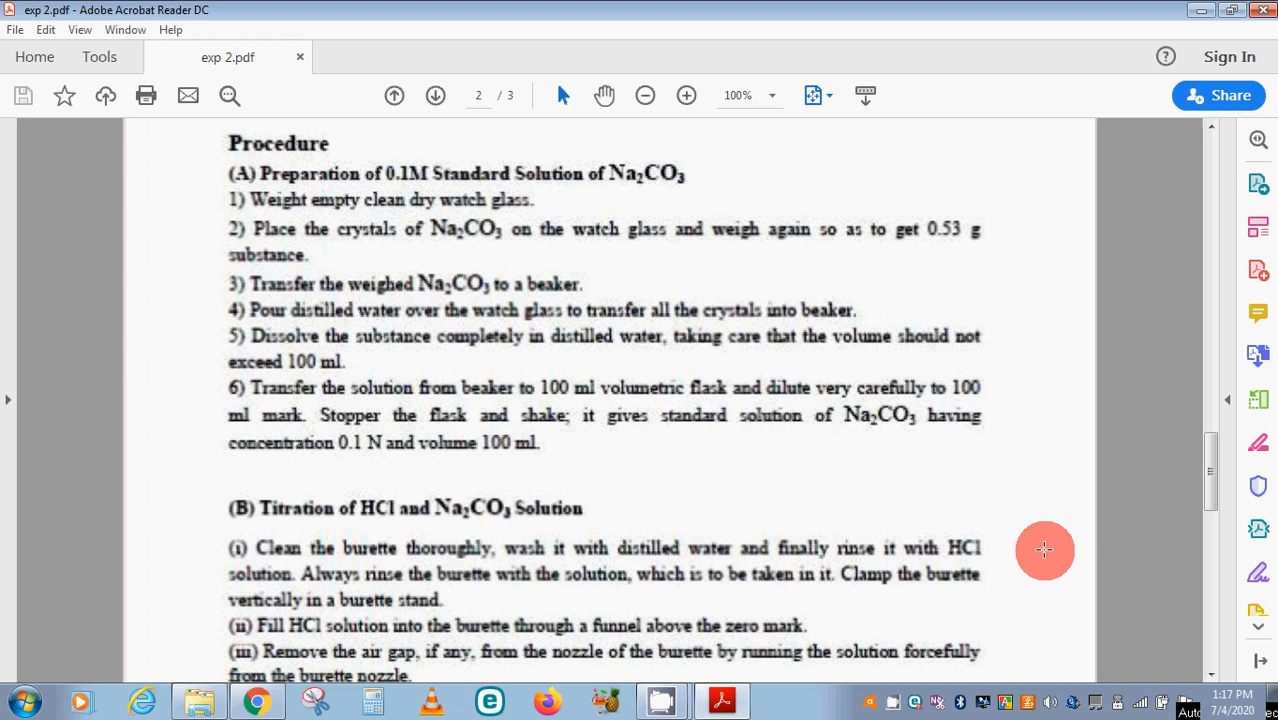 exp 2.pdf - Adobe Acrobat Reader DC
File Edit View Window Help
Home Tools exp 2.pdf × ? Sign In
2 / 3 100% Share
Procedure
(A) Preparation of 0.1M Standard Solution of Na₂CO₃
1) Weight empty clean dry watch glass.
2) Place the crystals of Na₂CO₃ on the watch glass and weigh again so as to get 0.53 g
substance.
3) Transfer the weighed Na₂CO₃ to a beaker.
4) Pour distilled water over the watch glass to transfer all the crystals into beaker.
5) Dissolve the substance completely in distilled water, taking care that the volume should not
exceed 100 ml.
6) Transfer the solution from beaker to 100 ml volumetric flask and dilute very carefully to 100
ml mark. Stopper the flask and shake; it gives standard solution of Na₂CO₃ having
concentration 0.1 N and volume 100 ml.
(B) Titration of HCl and Na₂CO₃ Solution
(i) Clean the burette thoroughly, wash it with distilled water and finally rinse it with HCl
solution. Always rinse the burette with the solution, which is to be taken in it. Clamp the burette
vertically in a burette stand.
(ii) Fill HCl solution into the burette through a funnel above the zero mark.
(iii) Remove the air gap, if any, from the nozzle of the burette by running the solution forcefully
from the burette nozzle.
1:17 PM
7/4/2020